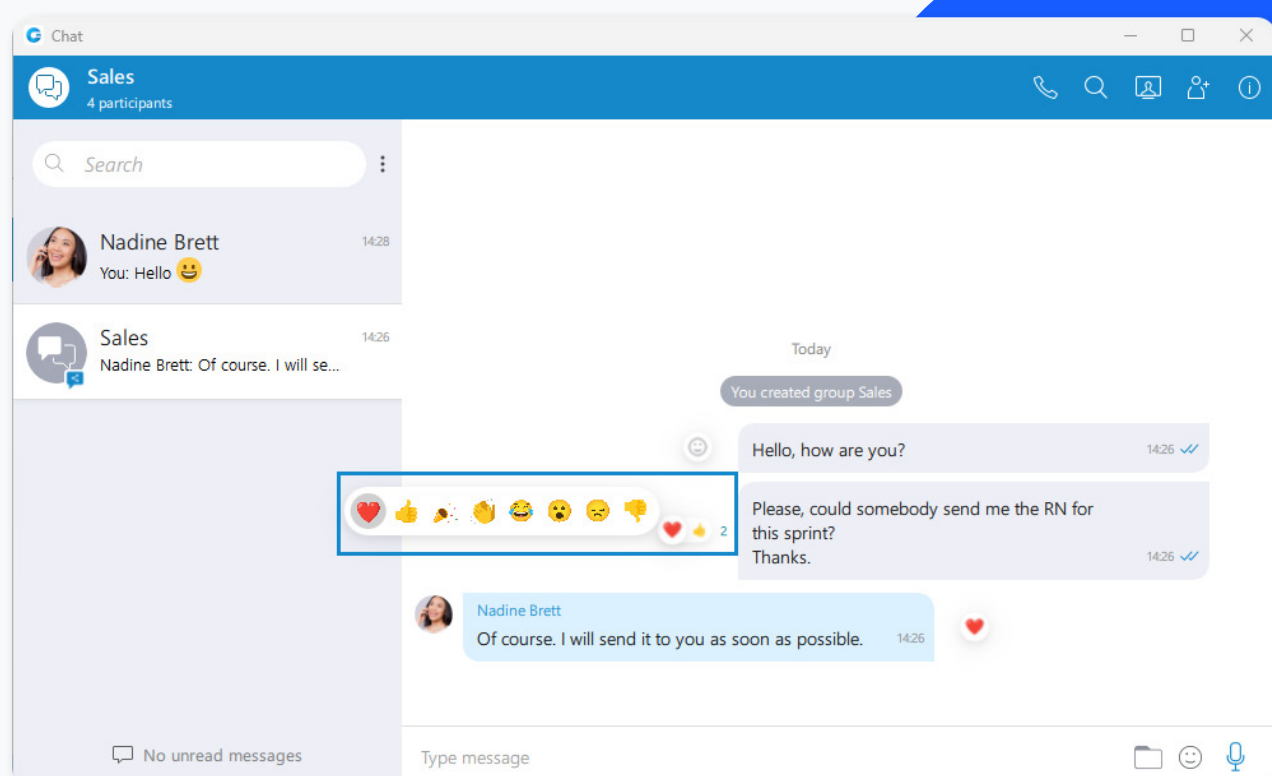 Chat
Sales
4 participants
Search
Nadine Brett
14:28
You: Hello 😀
Sales
14:26
Nadine Brett: Of course. I will se...
No unread messages
Today
You created group Sales
Hello, how are you?
14:26
Please, could somebody send me the RN for
this sprint?
Thanks.
14:26
2
Nadine Brett
Of course. I will send it to you as soon as possible.
14:26
Type message